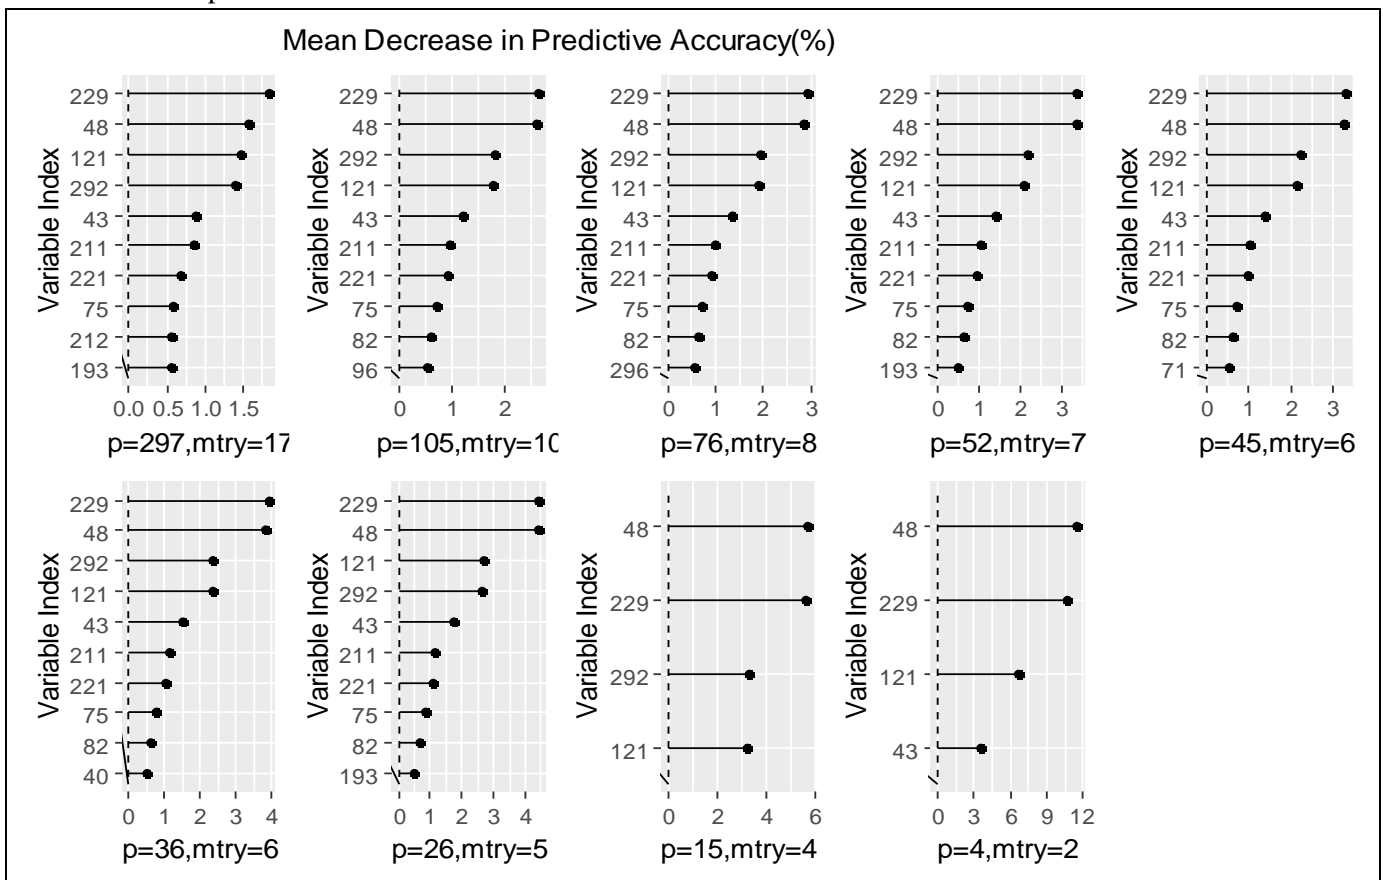 Mean Decrease in Predictive Accuracy(%)
Variable Index
229
48
121
292
43
211
221
75
212
193
0.0 0.5 1.0 1.5
p=297,mtry=17
Variable Index
229
48
292
121
43
211
221
75
82
96
0 1 2
p=105,mtry=10
Variable Index
229
48
292
121
43
211
221
75
82
296
0 1 2 3
p=76,mtry=8
Variable Index
229
48
292
121
43
211
221
75
82
193
0 1 2 3
p=52,mtry=7
Variable Index
229
48
292
121
43
211
221
75
82
71
0 1 2 3
p=45,mtry=6
Variable Index
229
48
292
121
43
211
221
75
82
40
0 1 2 3 4
p=36,mtry=6
Variable Index
229
48
121
292
43
211
221
75
82
193
0 1 2 3 4
p=26,mtry=5
Variable Index
48
229
292
121
0 2 4 6
p=15,mtry=4
Variable Index
48
229
121
43
0 3 6 9 12
p=4,mtry=2